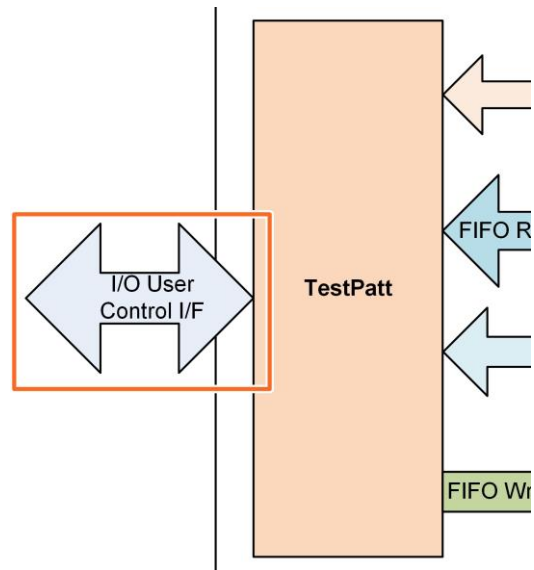 FIFO R
I/O User
Control I/F
TestPatt
FIFO Wr